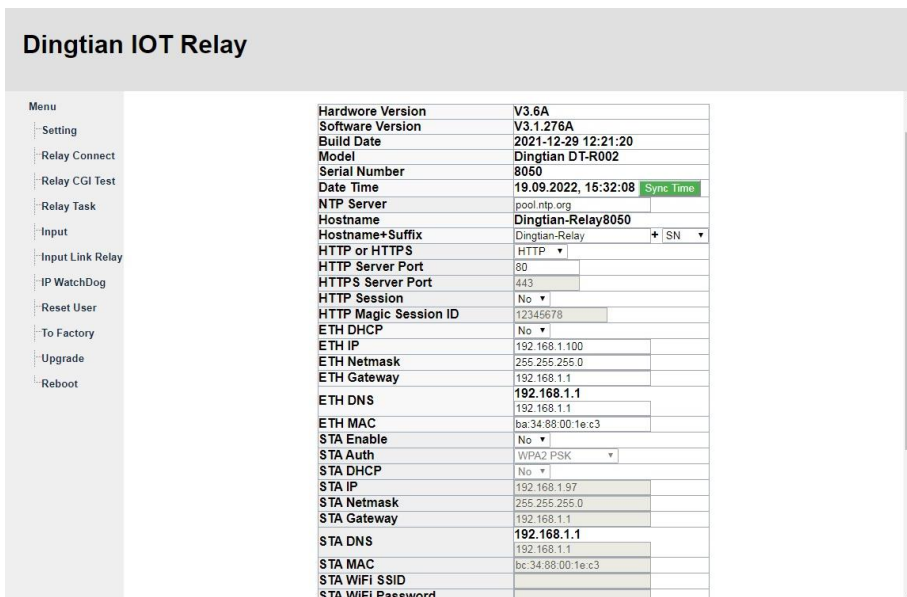 Dingtian IOT Relay
Menu
Setting
Relay Connect
Relay CGI Test
Relay Task
Input
Input Link Relay
IP WatchDog
Reset User
To Factory
Upgrade
Reboot
Hardwore Version V3.6A
Software Version V3.1.276A
Build Date 2021-12-29 12:21:20
Model Dingtian DT-R002
Serial Number 8050
Date Time 19.09.2022, 15:32:08 Sync Time
NTP Server pool.ntp.org
Hostname Dingtian-Relay8050
Hostname+Suffix Dingtian-Relay + SN
HTTP or HTTPS HTTP
HTTP Server Port 80
HTTPS Server Port 443
HTTP Session No
HTTP Magic Session ID 12345678
ETH DHCP No
ETH IP 192.168.1.100
ETH Netmask 255.255.255.0
ETH Gateway 192.168.1.1
ETH DNS 192.168.1.1
192.168.1.1
ETH MAC ba:34:88:00:1e:c3
STA Enable No
STA Auth WPA2 PSK
STA DHCP No
STA IP 192.168.1.97
STA Netmask 255.255.255.0
STA Gateway 192.168.1.1
STA DNS 192.168.1.1
192.168.1.1
STA MAC bc:34:88:00:1e:c3
STA WiFi SSID
STA WiFi Password